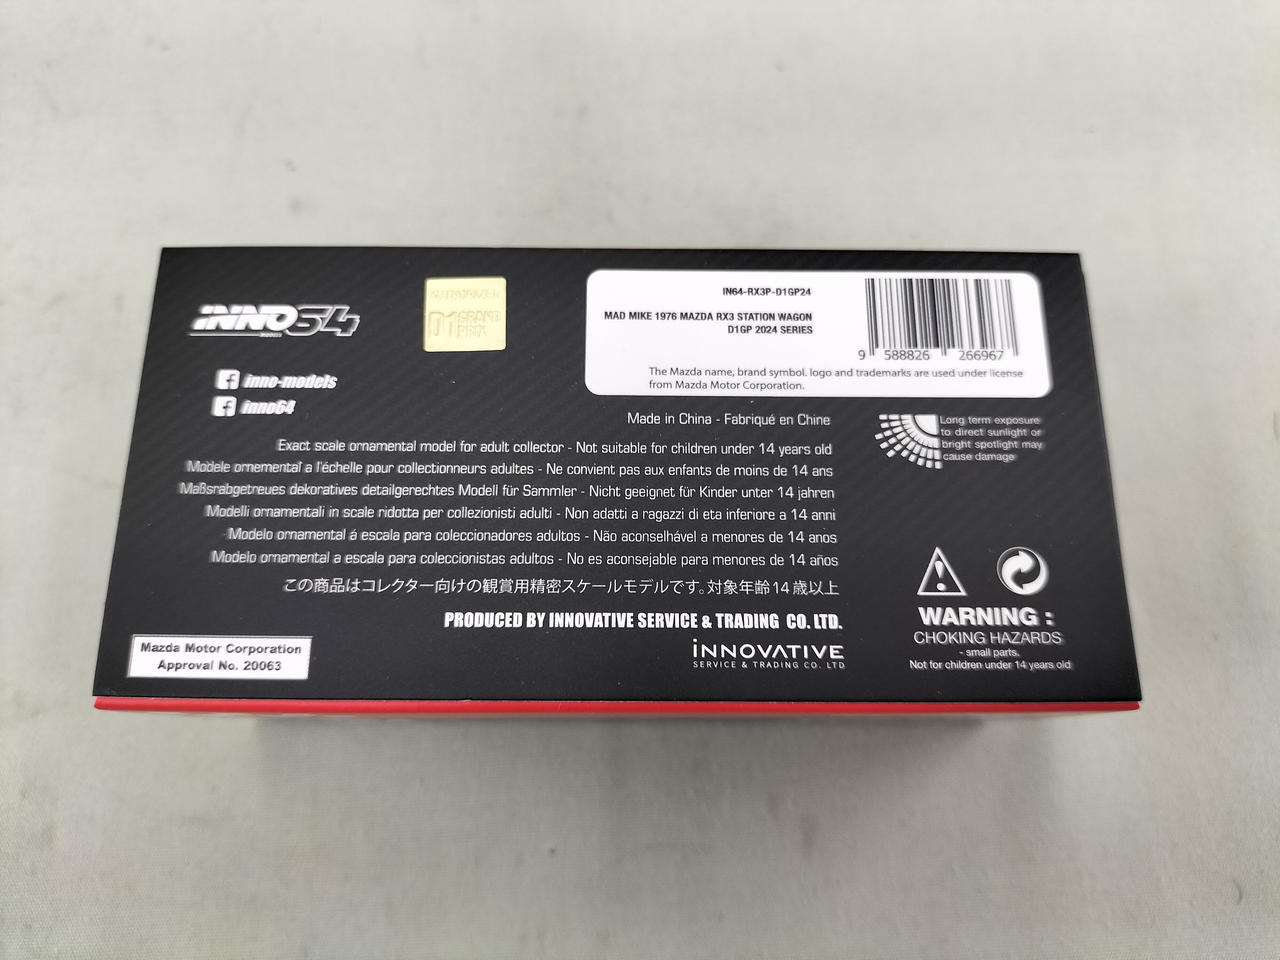 INNO64
MODELS
inno-models
inno64
D1 GRAND
PRIX
IN64-RX3P-D1GP24
MAD MIKE 1976 MAZDA RX3 STATION WAGON
D1GP 2024 SERIES
9 588826 266967
The Mazda name, brand symbol. logo and trademarks are used under license
from Mazda Motor Corporation.
Made in China - Fabriqué en Chine
Exact scale ornamental model for adult collector - Not suitable for children under 14 years old
Modele ornemental a l'échelle pour collectionneurs adultes - Ne convient pas aux enfants de moins de 14 ans
Maßsrabgetreues dekoratives detailgerechtes Modell für Sammler - Nicht geeignet für Kinder unter 14 jahren
Modelli ornamentali in scale ridotta per collezionisti adulti - Non adatti a ragazzi di eta inferiore a 14 anni
Modelo ornamental á escala para coleccionadores adultos - Não aconselhável a menores de 14 anos
Modelo ornamental a escala para coleccionistas adultos - No es aconsejable para menores de 14 años
この商品はコレクター向けの観賞用精密スケールモデルです。対象年齢14歳以上
PRODUCED BY INNOVATIVE SERVICE & TRADING CO. LTD.
INNOVATIVE
SERVICE & TRADING CO. LTD
Mazda Motor Corporation
Approval No. 20063
Long term exposure
to direct sunlight or
bright spotlight may
cause damage
WARNING :
CHOKING HAZARDS
- small parts.
Not for children under 14 years old